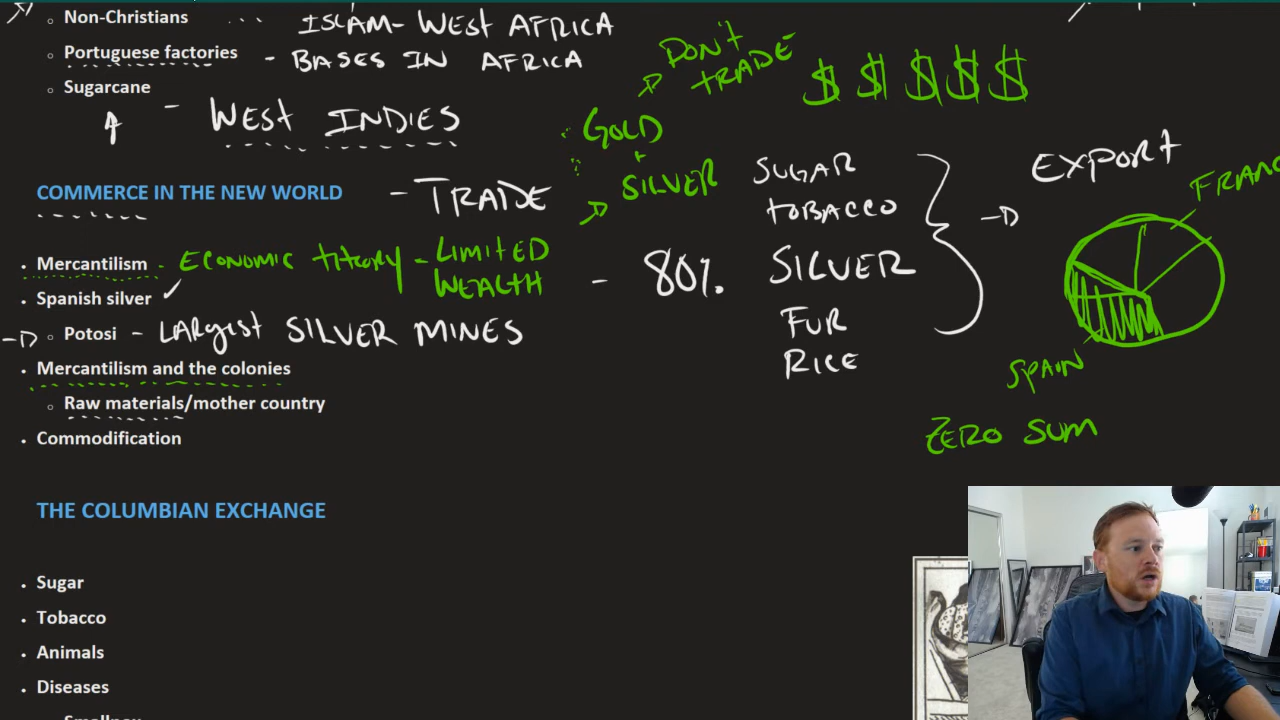 Non-Christians
ISLAM- WEST AFRICA
Portuguese factories - BASES IN AFRICA
Sugarcane
- WEST INDIES
DON'T TRADE
$ $ $ $ $
GOLD
+
SILVER
COMMERCE IN THE NEW WORLD - TRADE
Mercantilism - ECONOMIC THEORY - LIMITED WEALTH
Spanish silver
Potosi - LARGEST SILVER MINES
Mercantilism and the colonies
Raw materials/mother country
Commodification
SUGAR
TOBACCO
- 80% SILVER
FUR
RICE
EXPORT
FRANC
SPAIN
ZERO SUM
THE COLUMBIAN EXCHANGE
Sugar
Tobacco
Animals
Diseases